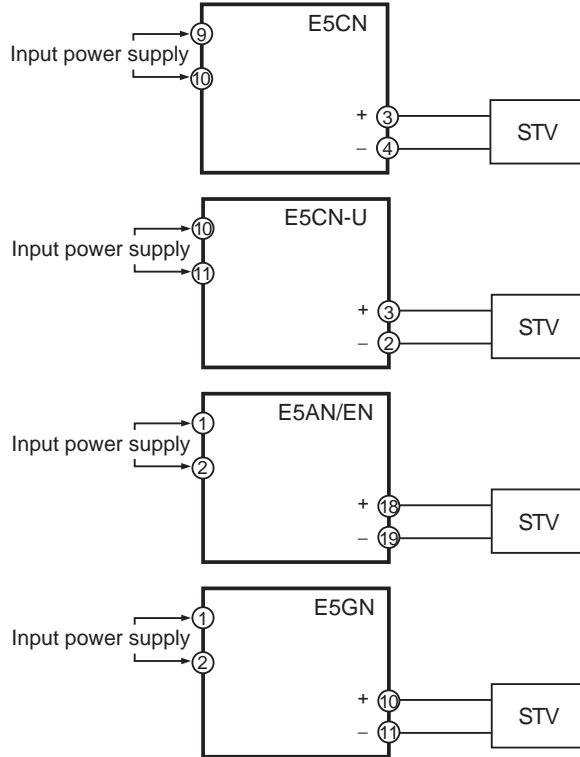 E5CN
9
Input power supply
10
+ 3
STV
− 4
E5CN-U
10
Input power supply
11
+ 3
STV
− 2
E5AN/EN
1
Input power supply
2
+ 18
STV
− 19
E5GN
1
Input power supply
2
+ 10
STV
− 11